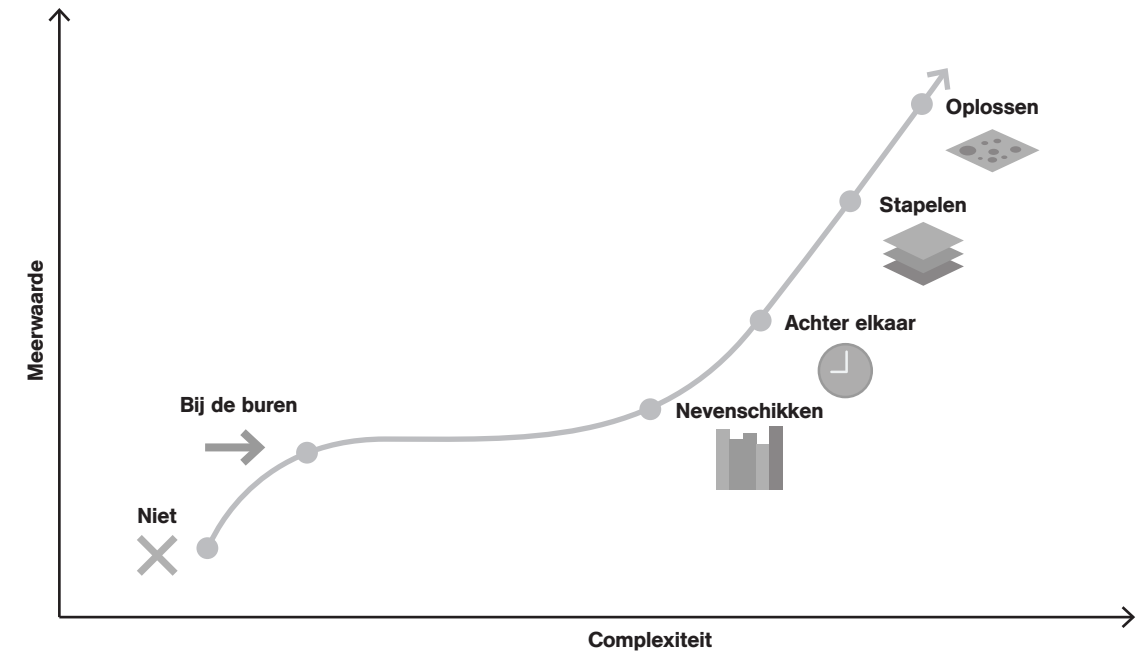 Oplossen
Stapelen
Meerwaarde
Achter elkaar
Bij de buren
Nevenschikken
Niet
Complexiteit